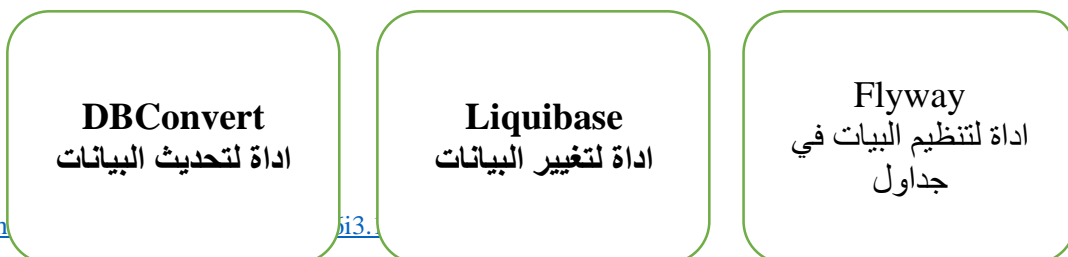 Flyway
اداة لتنظيم البيات في
جداول
Liquibase
اداة لتغيير البيانات
DBConvert
اداة لتحديث البيانات